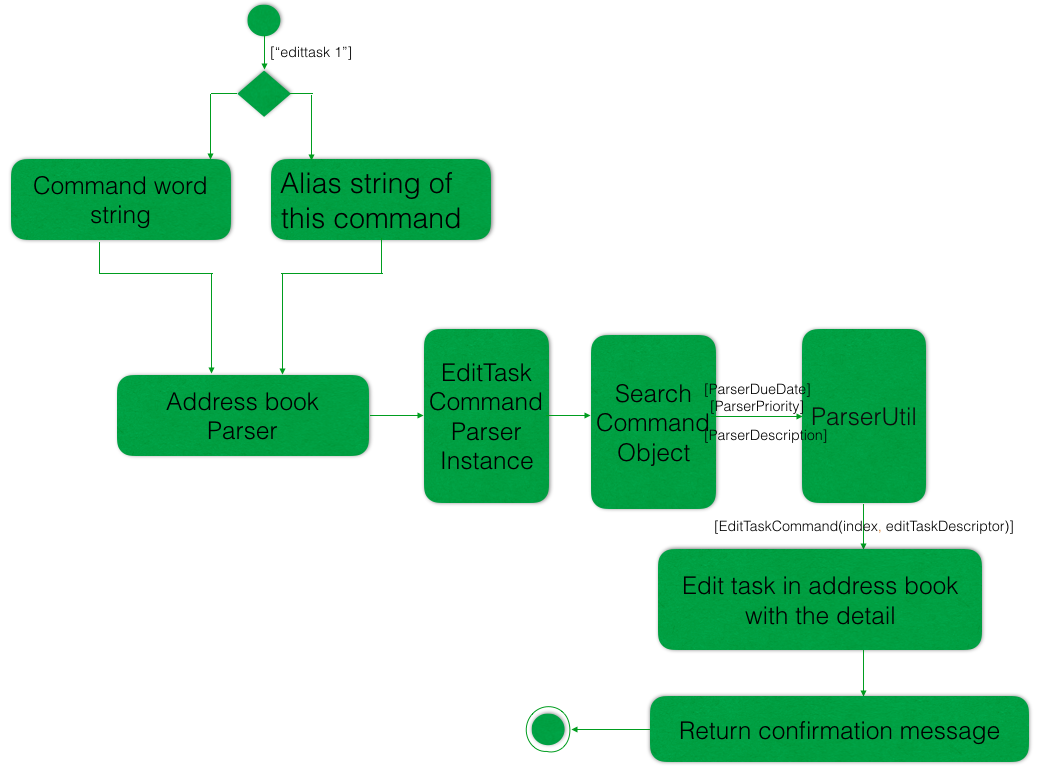 [“edittask 1”]
Command word
string
Alias string of
this command
Address book
Parser
EditTask
Command
Parser
Instance
Search
Command
Object
[ParserDueDate]
[ParserPriority]
[ParserDescription]
ParserUtil
[EditTaskCommand(index, editTaskDescriptor)]
Edit task in address book
with the detail
Return confirmation message